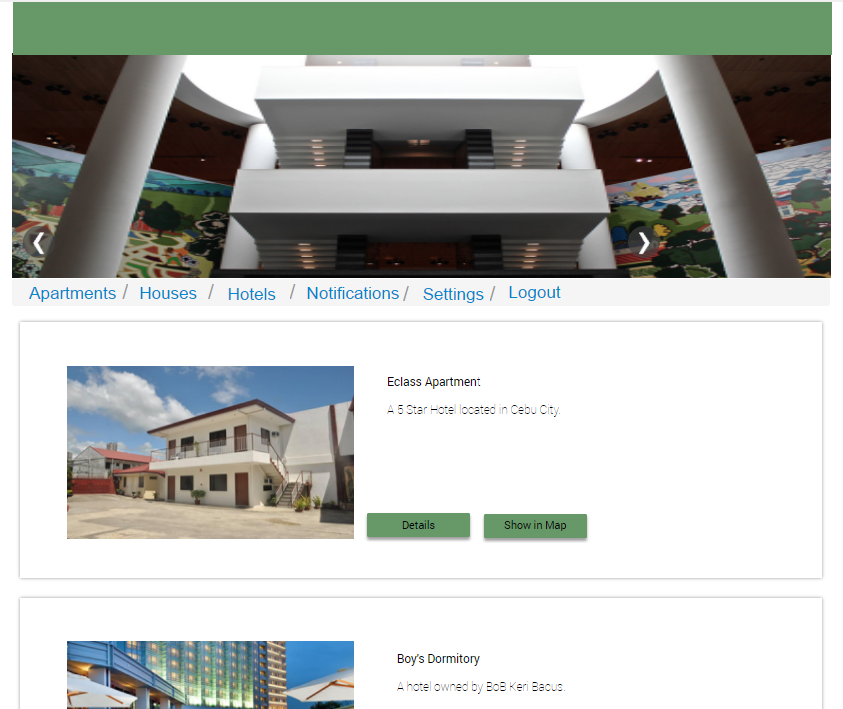 Apartments / Houses / Hotels / Notifications / Settings / Logout
Eclass Apartment
A 5 Star Hotel located in Cebu City.
Details Show in Map
Boy's Dormitory
A hotel owned by BoB Keri Bacus.